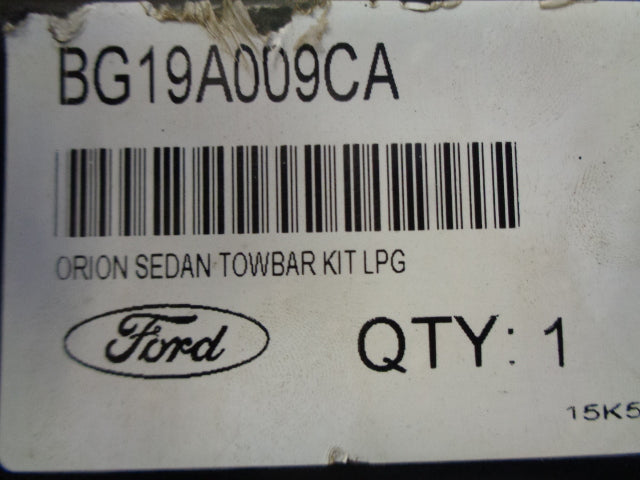 BG19A009CA
ORION SEDAN TOWBAR KIT LPG
Ford
QTY: 1
15K5